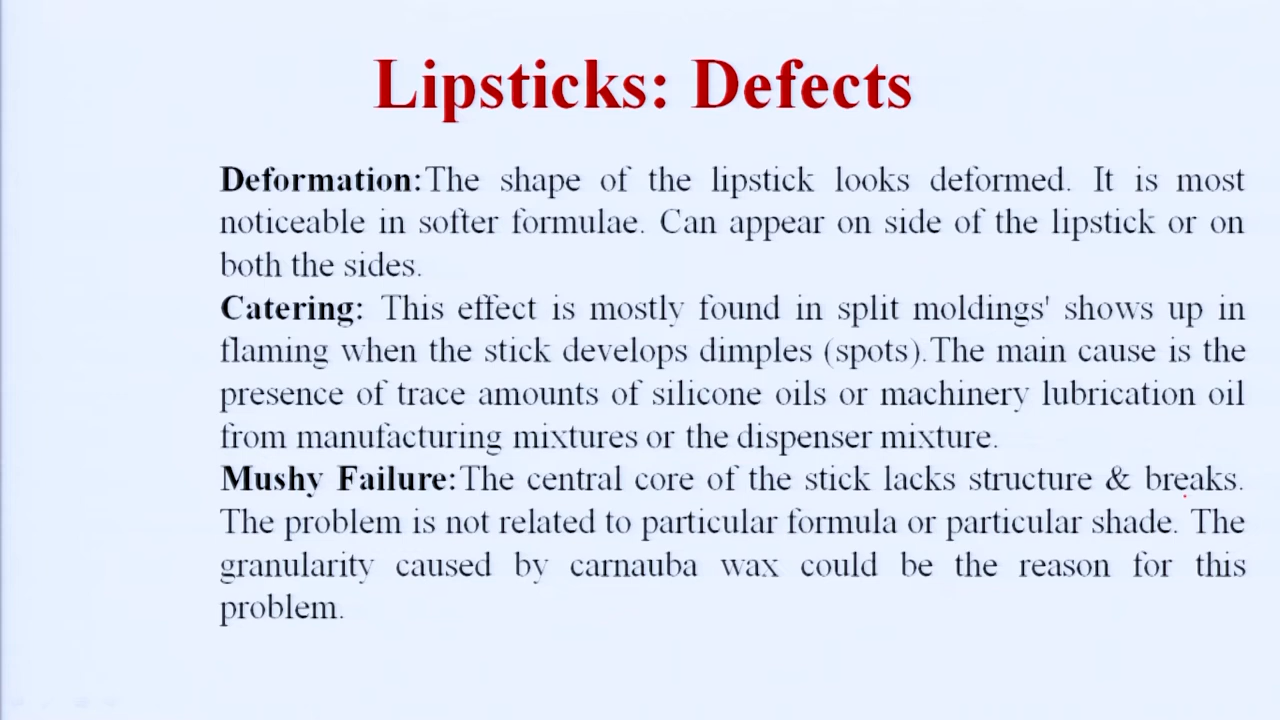 Lipsticks: Defects
Deformation:The shape of the lipstick looks deformed. It is most
noticeable in softer formulae. Can appear on side of the lipstick or on
both the sides.
Catering: This effect is mostly found in split moldings' shows up in
flaming when the stick develops dimples (spots).The main cause is the
presence of trace amounts of silicone oils or machinery lubrication oil
from manufacturing mixtures or the dispenser mixture.
Mushy Failure:The central core of the stick lacks structure & breaks.
The problem is not related to particular formula or particular shade. The
granularity caused by carnauba wax could be the reason for this
problem.